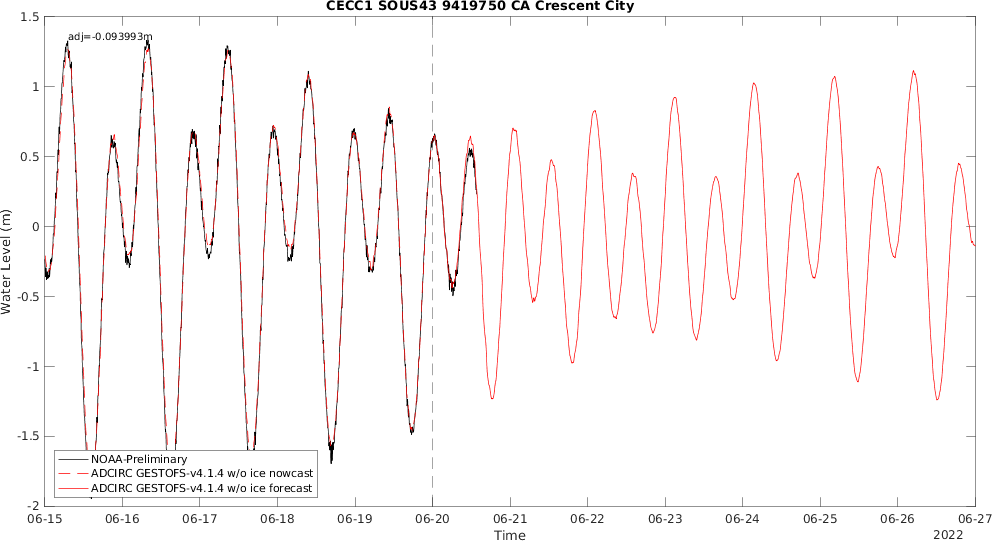 CECC1 SOUS43 9419750 CA Crescent City
adj=-0.093993m
1.5
1
0.5
0
-0.5
-1
-1.5
-2
Water Level (m)
NOAA-Preliminary
ADCIRC GESTOFS-v4.1.4 w/o ice nowcast
ADCIRC GESTOFS-v4.1.4 w/o ice forecast
06-15 06-16 06-17 06-18 06-19 06-20 06-21 06-22 06-23 06-24 06-25 06-26 06-27
Time
2022